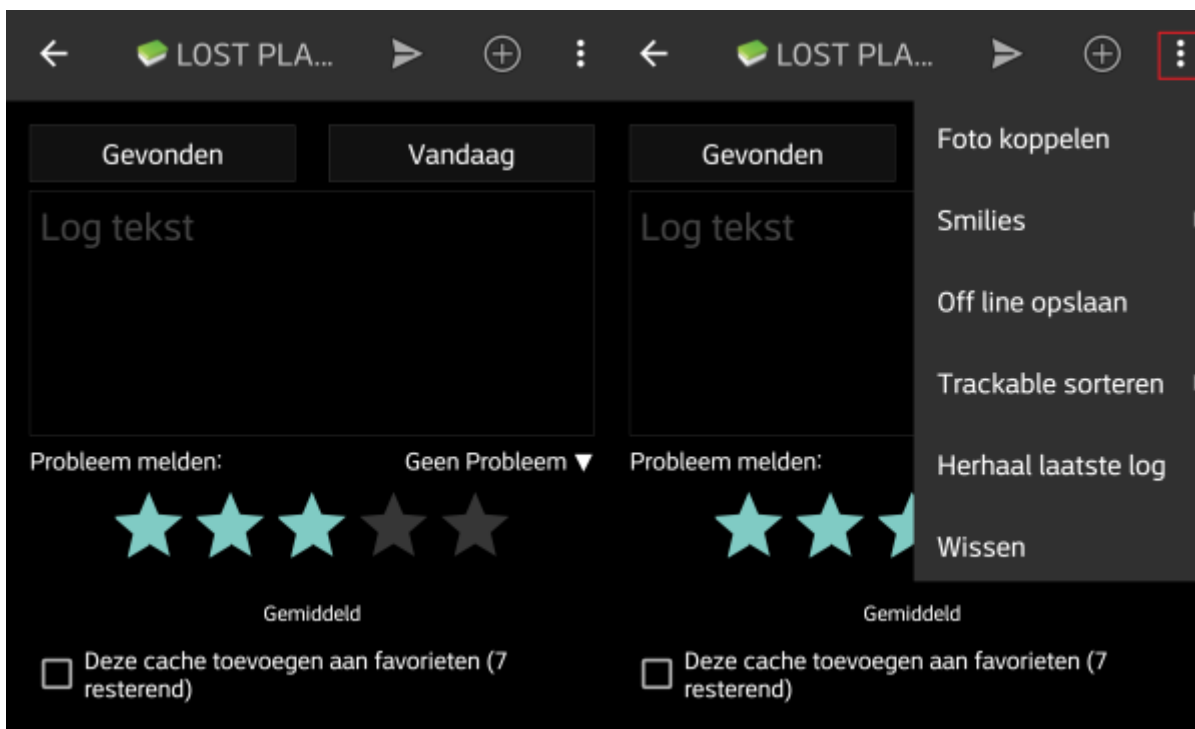 LOST PLA...
Gevonden
Vandaag
Log tekst
Probleem melden:
Geen Probleem ▼
Gemiddeld
Deze cache toevoegen aan favorieten (7
resterend)
LOST PLA...
Gevonden
Log tekst
Probleem melden:
Gemiddeld
Deze cache toevoegen aan favorieten (7
resterend)
Foto koppelen
Smilies
Off line opslaan
Trackable sorteren
Herhaal laatste log
Wissen